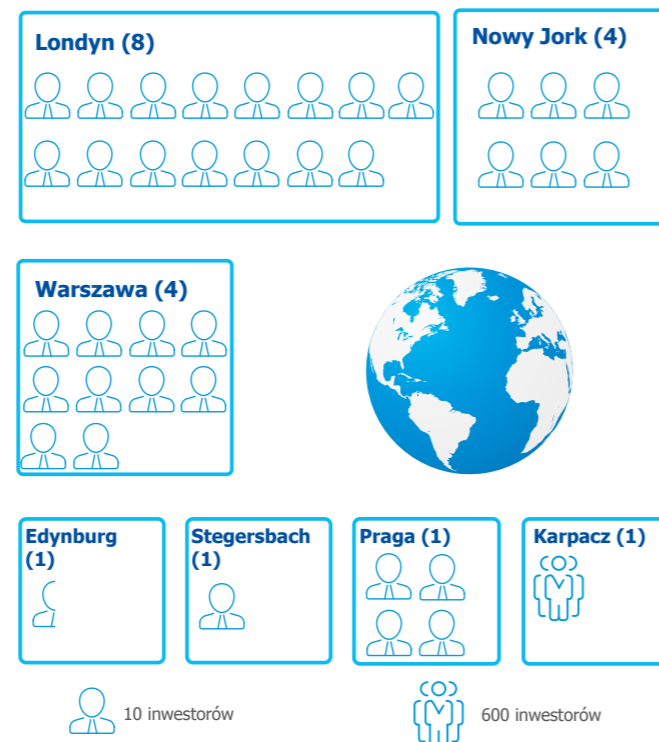 Londyn (8)
Nowy Jork (4)
Warszawa (4)
Edynburg
(1)
Stegersbach
(1)
Praga (1)
Karpacz (1)
10 inwestorów
600 inwestorów